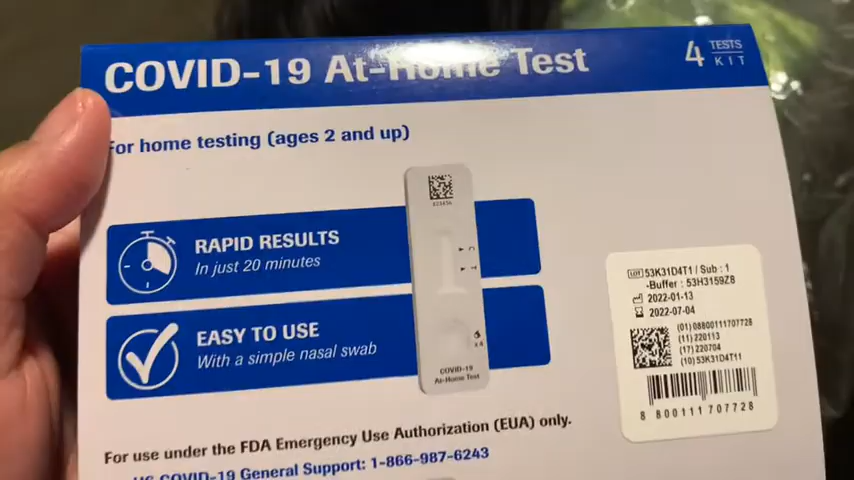 COVID-19 At-Home Test
4 TESTS KIT
For home testing (ages 2 and up)
RAPID RESULTS
In just 20 minutes
EASY TO USE
With a simple nasal swab
C
T
x4
COVID-19
At-Home Test
LOT 53K31D4T1 / Sub : 1
-Buffer : 53H3159Z8
2022-01-13
2022-07-04
(01) 08800111707728
(11) 220113
(17) 220704
(10) 53K31D4T11
8 800111 707728
For use under the FDA Emergency Use Authorization (EUA) only.
US COVID-19 General Support: 1-866-987-6243